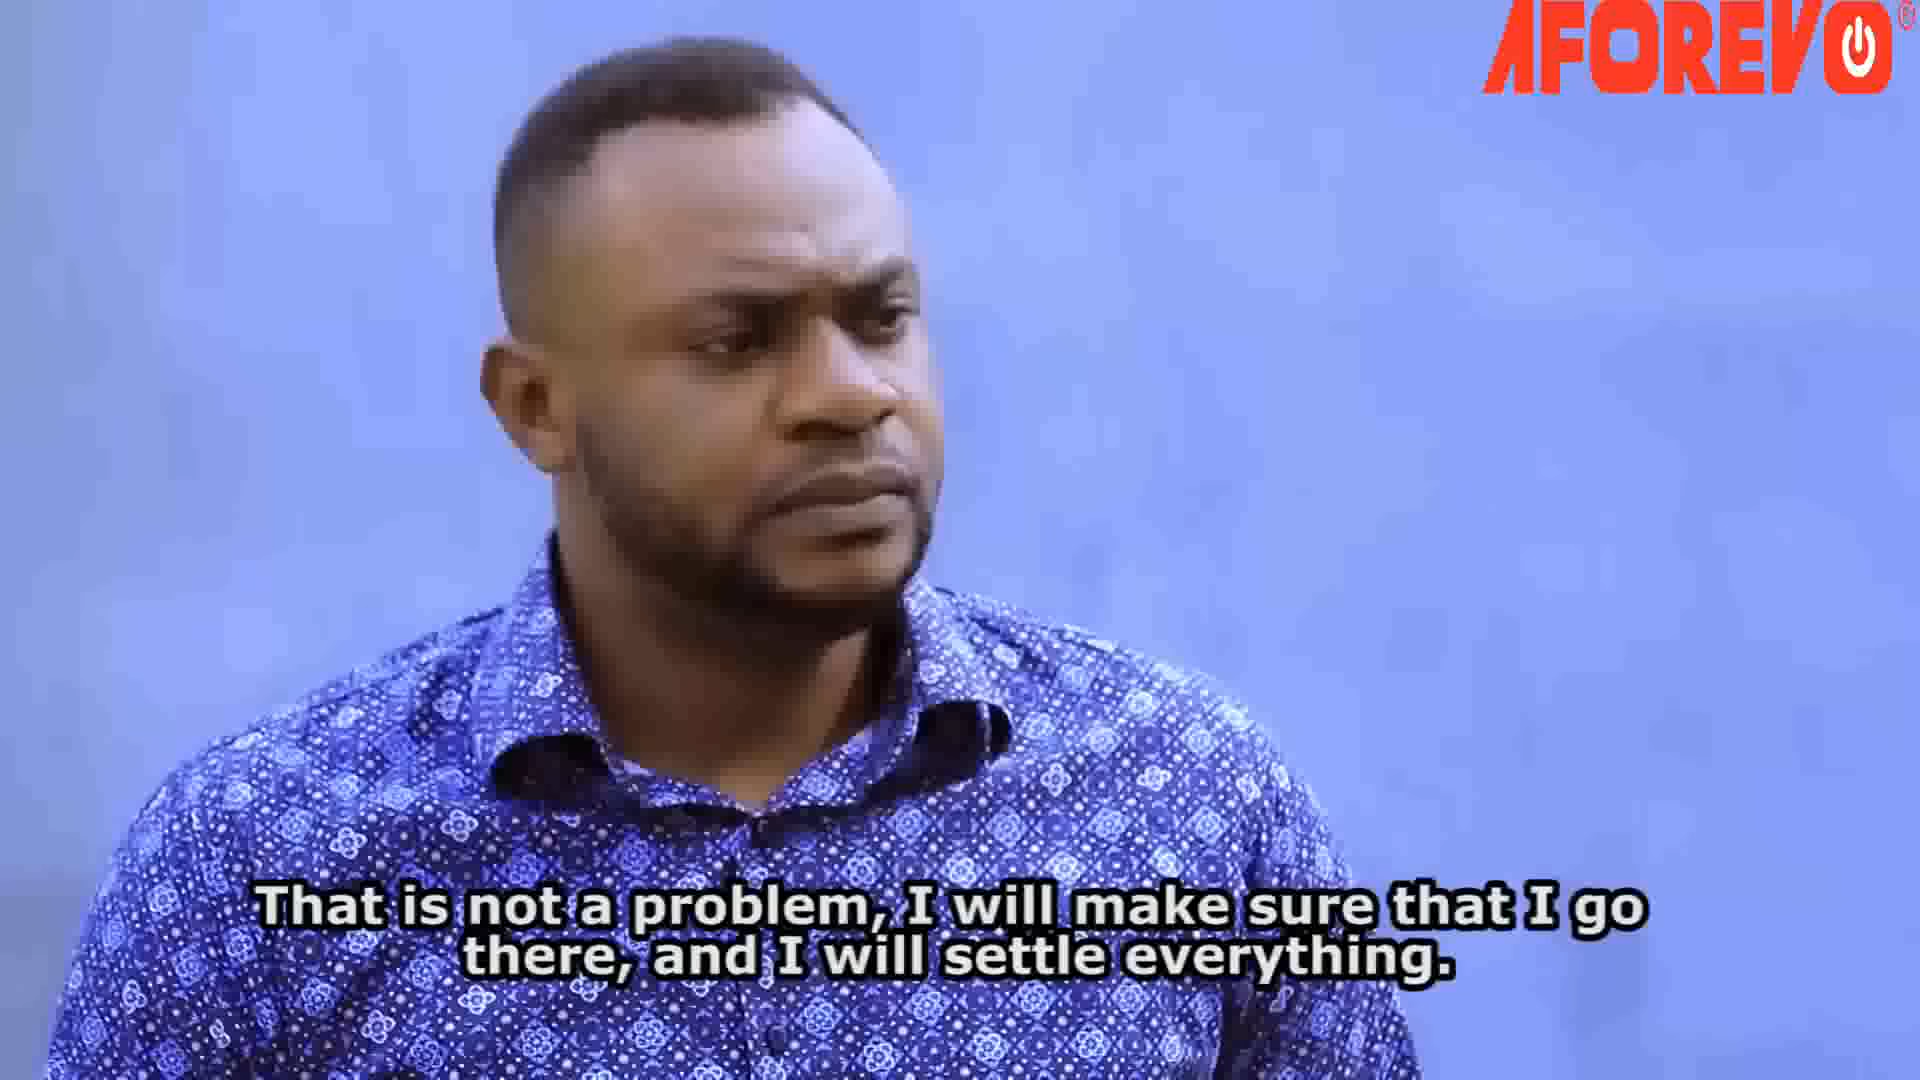 AFOREVO®
That is not a problem, I will make sure that I go
there, and I will settle everything.